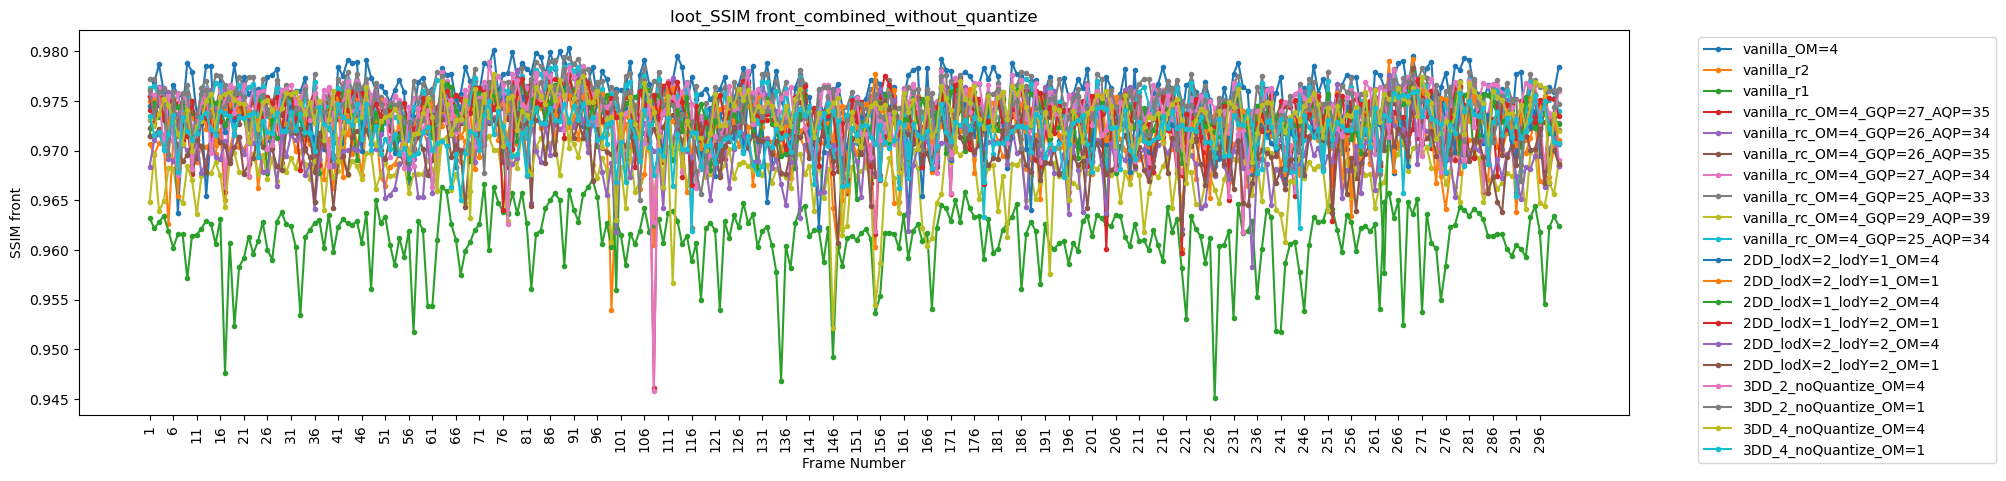 loot_SSIM front_combined_without_quantize
SSIM front
0.980
0.975
0.970
0.965
0.960
0.955
0.950
0.945
1 6 11 16 21 26 31 36 41 46 51 56 61 66 71 76 81 86 91 96 101 106 111 116 121 126 131 136 141 146 151 156 161 166 171 176 181 186 191 196 201 206 211 216 221 226 231 236 241 246 251 256 261 266 271 276 281 286 291 296
Frame Number
vanilla_OM=4
vanilla_r2
vanilla_r1
vanilla_rc_OM=4_GQP=27_AQP=35
vanilla_rc_OM=4_GQP=26_AQP=34
vanilla_rc_OM=4_GQP=26_AQP=35
vanilla_rc_OM=4_GQP=27_AQP=34
vanilla_rc_OM=4_GQP=25_AQP=33
vanilla_rc_OM=4_GQP=29_AQP=39
vanilla_rc_OM=4_GQP=25_AQP=34
2DD_lodX=2_lodY=1_OM=4
2DD_lodX=2_lodY=1_OM=1
2DD_lodX=1_lodY=2_OM=4
2DD_lodX=1_lodY=2_OM=1
2DD_lodX=2_lodY=2_OM=4
2DD_lodX=2_lodY=2_OM=1
3DD_2_noQuantize_OM=4
3DD_2_noQuantize_OM=1
3DD_4_noQuantize_OM=4
3DD_4_noQuantize_OM=1